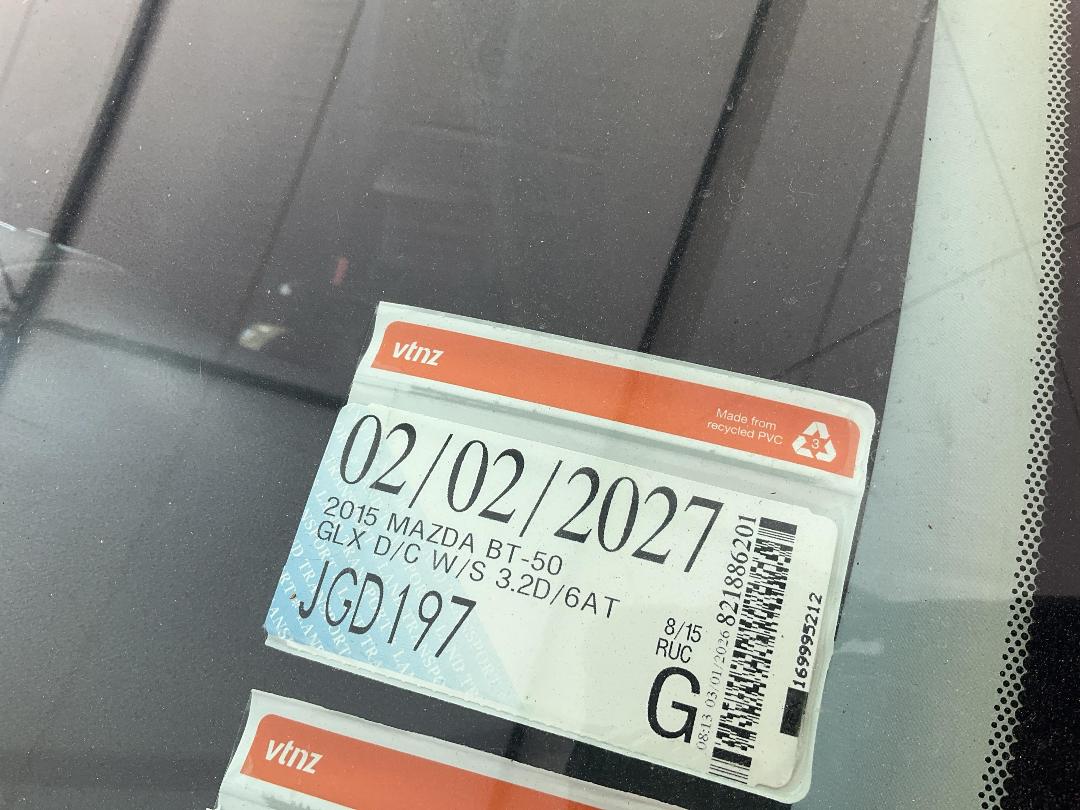 vtnz
Made from
recycled PVC
3
02/02/2027
2015 MAZDA BT-50
GLX D/C W/S 3.2D/6AT
JGD197
8/15
RUC
G
08:13 03/01/2026 821886201
169995212
vtnz